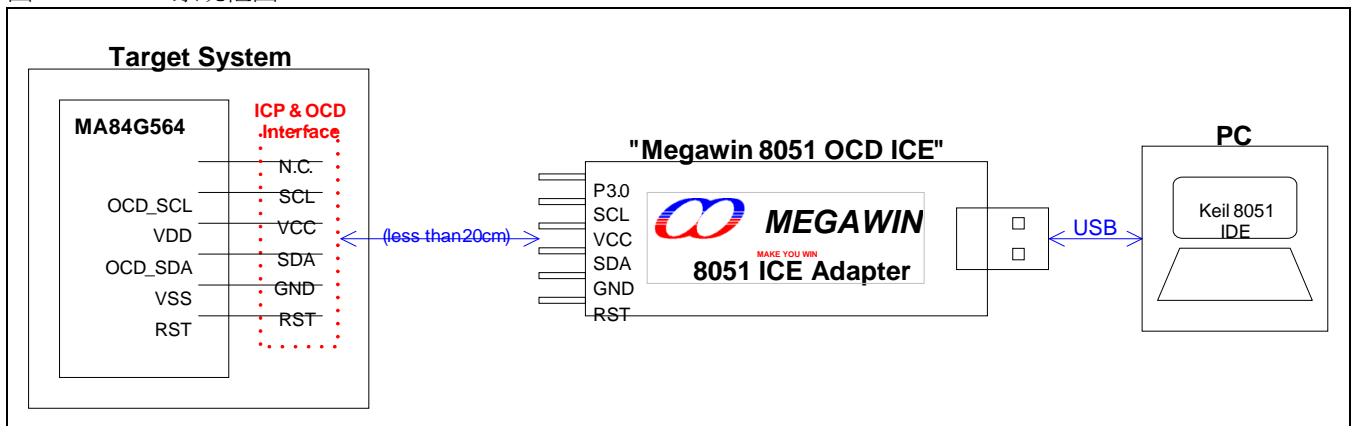 Target System
MA84G564
ICP & OCD
Interface
N.C.
SCL
VCC
SDA
GND
RST
OCD_SCL
VDD
OCD_SDA
VSS
RST
(less than20cm)
"Megawin 8051 OCD ICE"
P3.0
SCL
VCC
SDA
GND
RST
MEGAWIN
MAKE YOU WIN
8051 ICE Adapter
USB
PC
Keil 8051
IDE